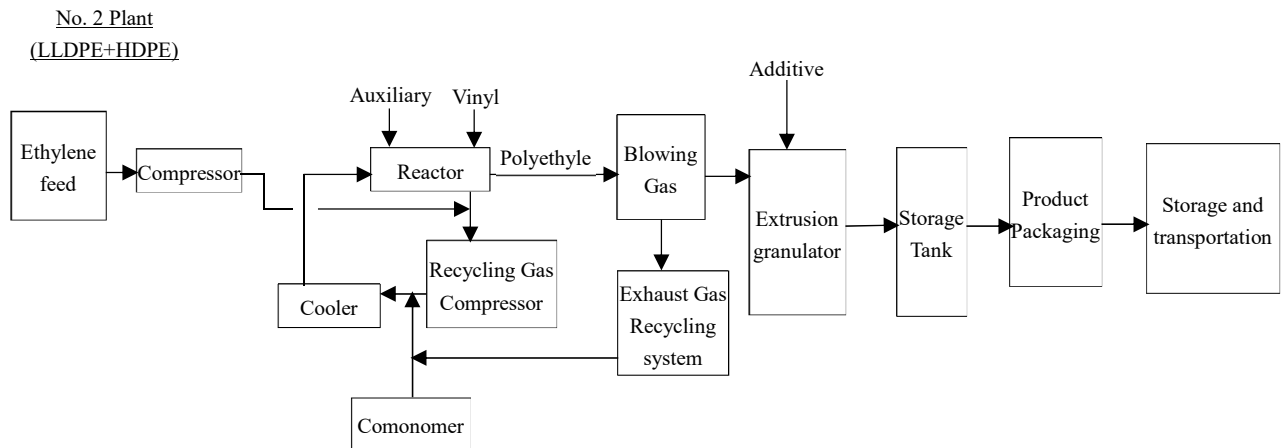 No. 2 Plant
(LLDPE+HDPE)
Additive
Auxiliary
Vinyl
Ethylene
feed
Compressor
Reactor
Polyethyle
Blowing
Gas
Extrusion
granulator
Storage
Tank
Product
Packaging
Storage and
transportation
Recycling Gas
Compressor
Cooler
Exhaust Gas
Recycling
system
Comonomer